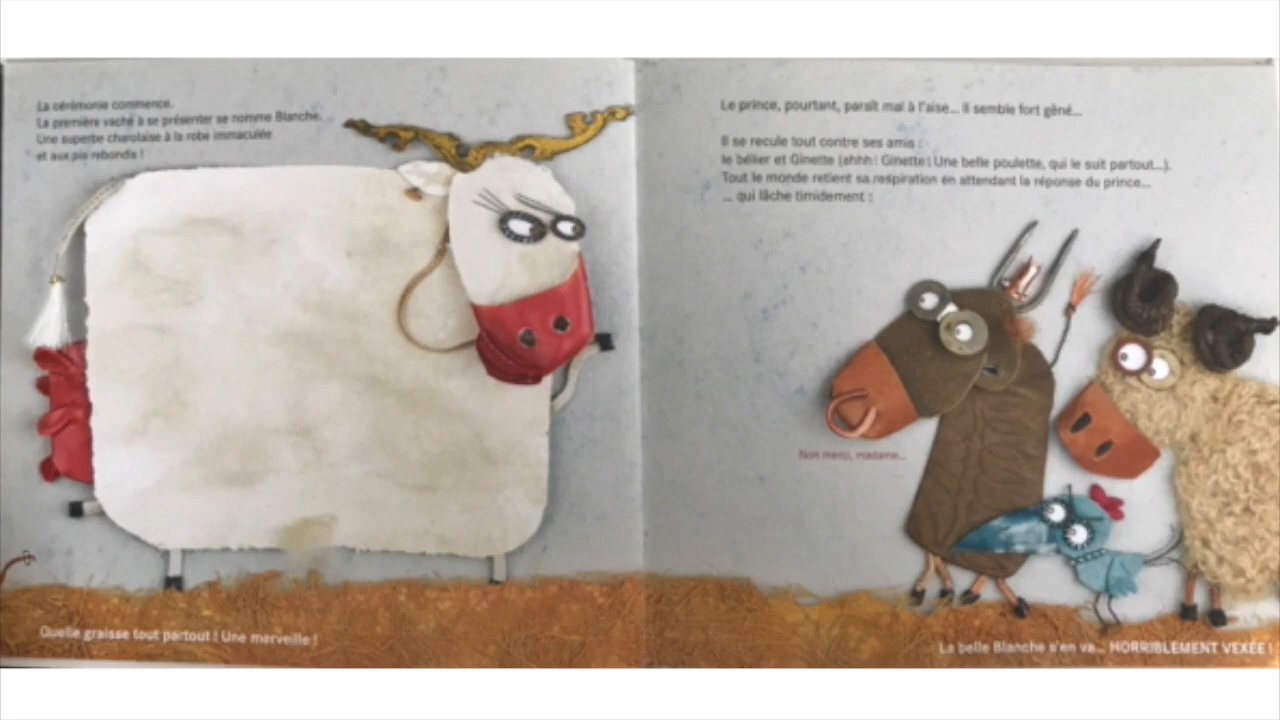 La cérémonie commence.
La première vache à se présenter se nomme Blanche.
Une superbe charolaise à la robe immaculée
et aux pis rebondis !
Quelle graisse tout partout ! Une merveille !
Le prince, pourtant, paraît mal à l'aise... Il semble fort gêné...
Il se recule tout contre ses amis :
le bélier et Ginette (ahhh ! Ginette ! Une belle poulette, qui le suit partout...).
Tout le monde retient sa respiration en attendant la réponse du prince...
... qui lâche timidement :
Non merci, madame...
La belle Blanche s'en va... HORRIBLEMENT VEXÉE !